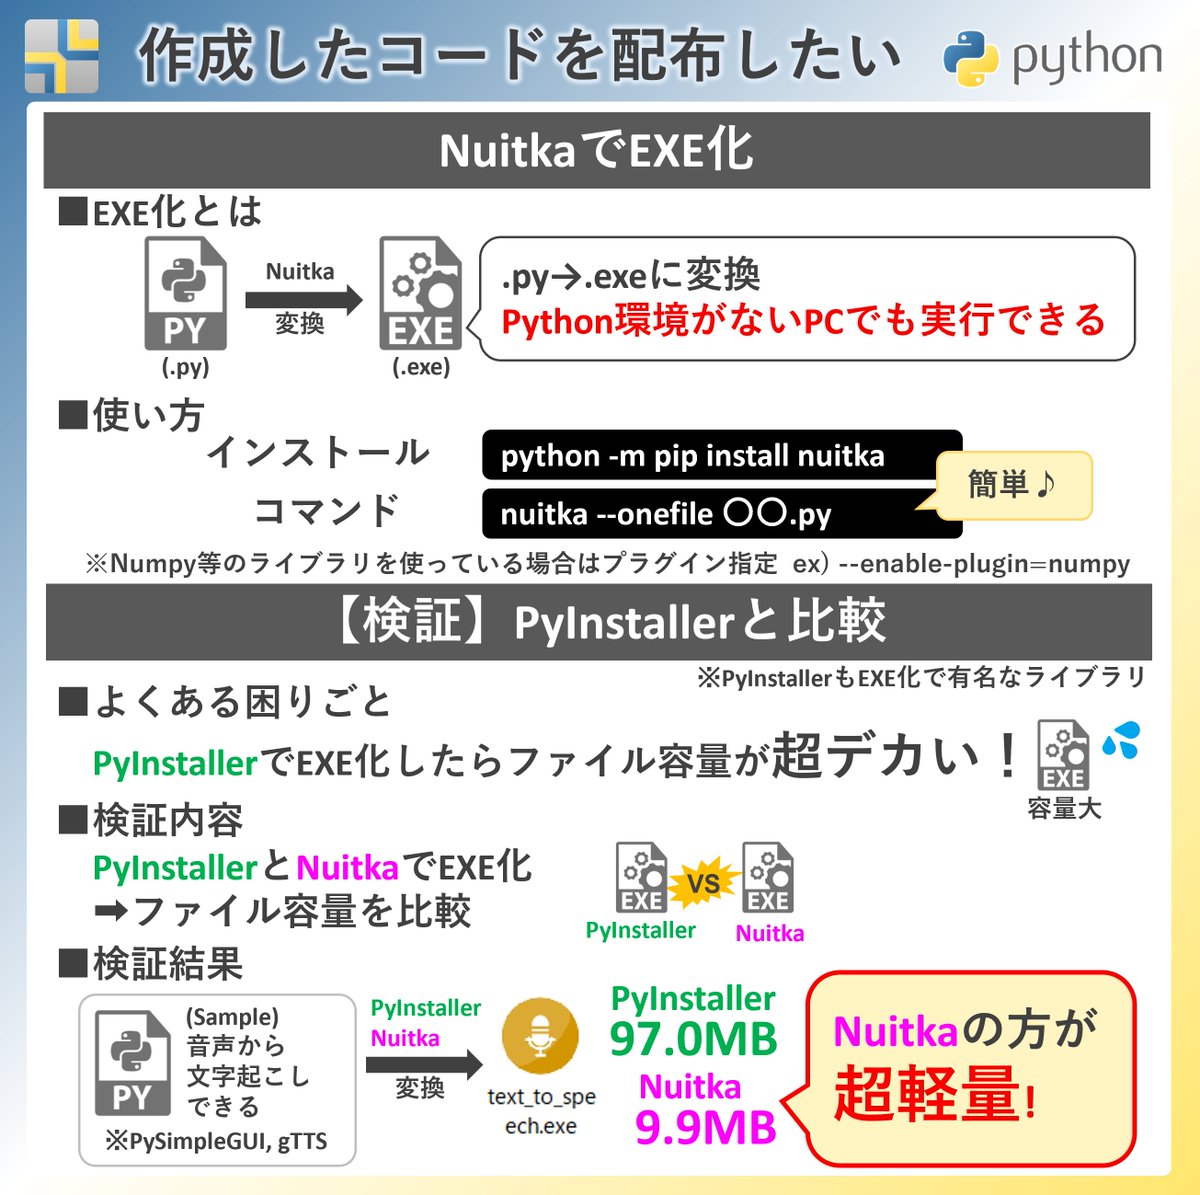 作成したコードを配布したい
python
NuitkaでEXE化
■EXE化とは
PY
(.py)
Nuitka
変換
EXE
(.exe)
.py→.exeに変換
Python環境がないPCでも実行できる
■使い方
インストール
python -m pip install nuitka
コマンド
nuitka --onefile 〇〇.py
簡単♪
※Numpy等のライブラリを使っている場合はプラグイン指定 ex) --enable-plugin=numpy
【検証】PyInstallerと比較
※PyInstallerもEXE化で有名なライブラリ
■よくある困りごと
PyInstallerでEXE化したらファイル容量が超デカい！
EXE
容量大
■検証内容
PyInstallerとNuitkaでEXE化
➡ファイル容量を比較
EXE
VS
EXE
PyInstaller
Nuitka
■検証結果
PY
(Sample)
音声から
文字起こし
できる
※PySimpleGUI, gTTS
PyInstaller
Nuitka
変換
text_to_spe
ech.exe
PyInstaller
97.0MB
Nuitka
9.9MB
Nuitkaの方が
超軽量!